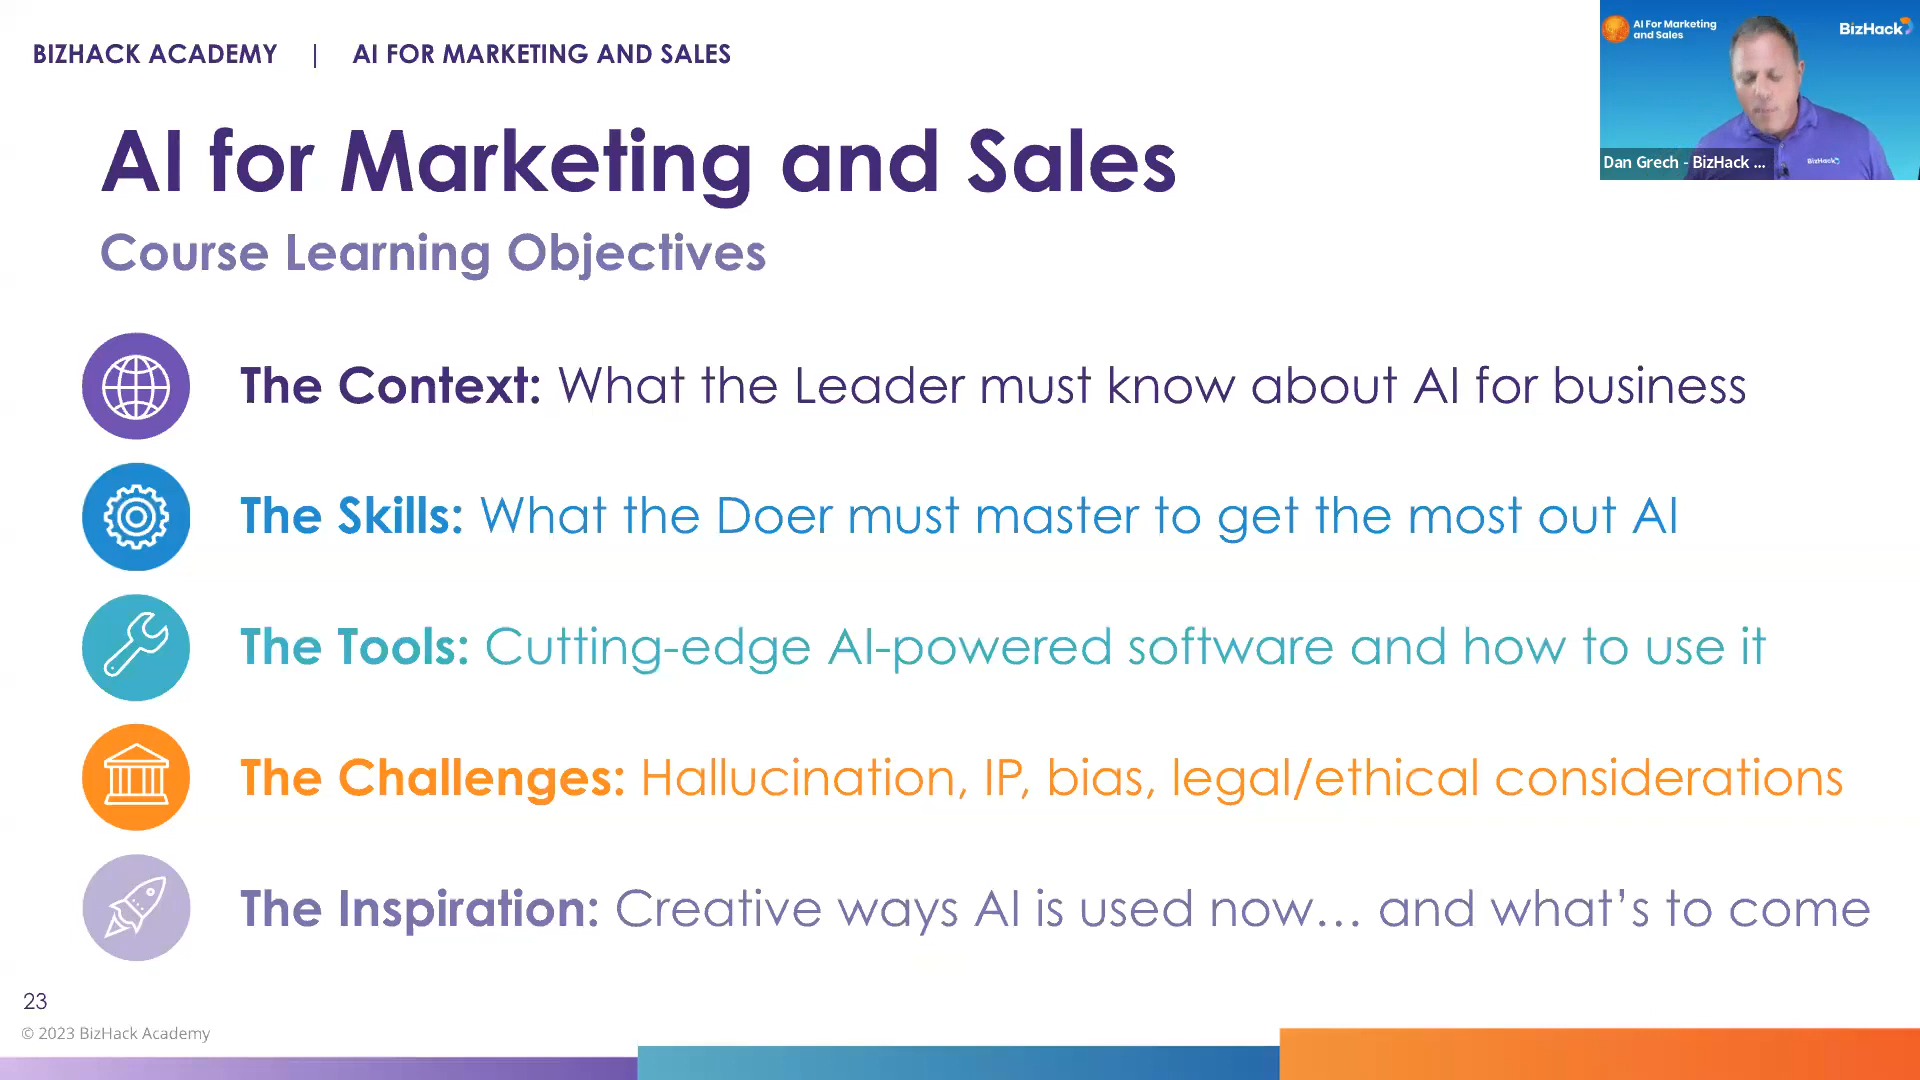 BIZHACK ACADEMY | AI FOR MARKETING AND SALES
AI For Marketing
and Sales
BizHack
BizHack
Dan Grech - BizHack ...
AI for Marketing and Sales
Course Learning Objectives
The Context: What the Leader must know about AI for business
The Skills: What the Doer must master to get the most out AI
The Tools: Cutting-edge AI-powered software and how to use it
The Challenges: Hallucination, IP, bias, legal/ethical considerations
The Inspiration: Creative ways AI is used now… and what’s to come
23
© 2023 BizHack Academy